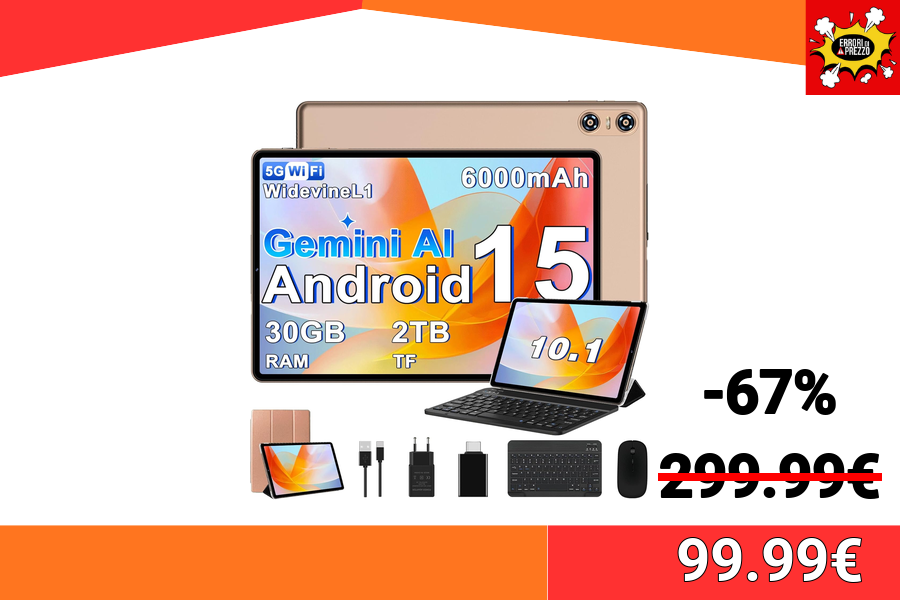 ERRORI DI
PREZZO
5G WiFi
WidevineL1
6000mAh
Gemini AI
Android 15
30GB
RAM
2TB
TF
10.1
-67%
299.99€
99.99€